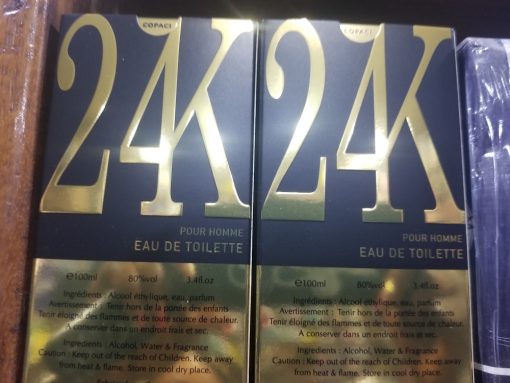 COPACI
24K
POUR HOMME
EAU DE TOILETTE
℮100ml 80%vol 3.4fl.oz
Ingrédients : Alcool éthylique, eau, parfum
Avertissement : Tenir hors de la portée des enfants
Tenir éloigné des flammes et de toute source de chaleur.
A conserver dans un endroit frais et sec.
Ingredients : Alcohol, Water & Fragrance
Caution : Keep out of the reach of Children. Keep away
from heat & flame. Store in cool dry place.
COPACI
24K
POUR HOMME
EAU DE TOILETTE
℮100ml 80%vol 3.4fl.oz
Ingrédients : Alcool éthylique, eau, parfum
Avertissement : Tenir hors de la portée des enfants
Tenir éloigné des flammes et de toute source de chaleur.
A conserver dans un endroit frais et sec.
Ingredients : Alcohol, Water & Fragrance
Caution : Keep out of the reach of Children. Keep away
from heat & flame. Store in cool dry place.